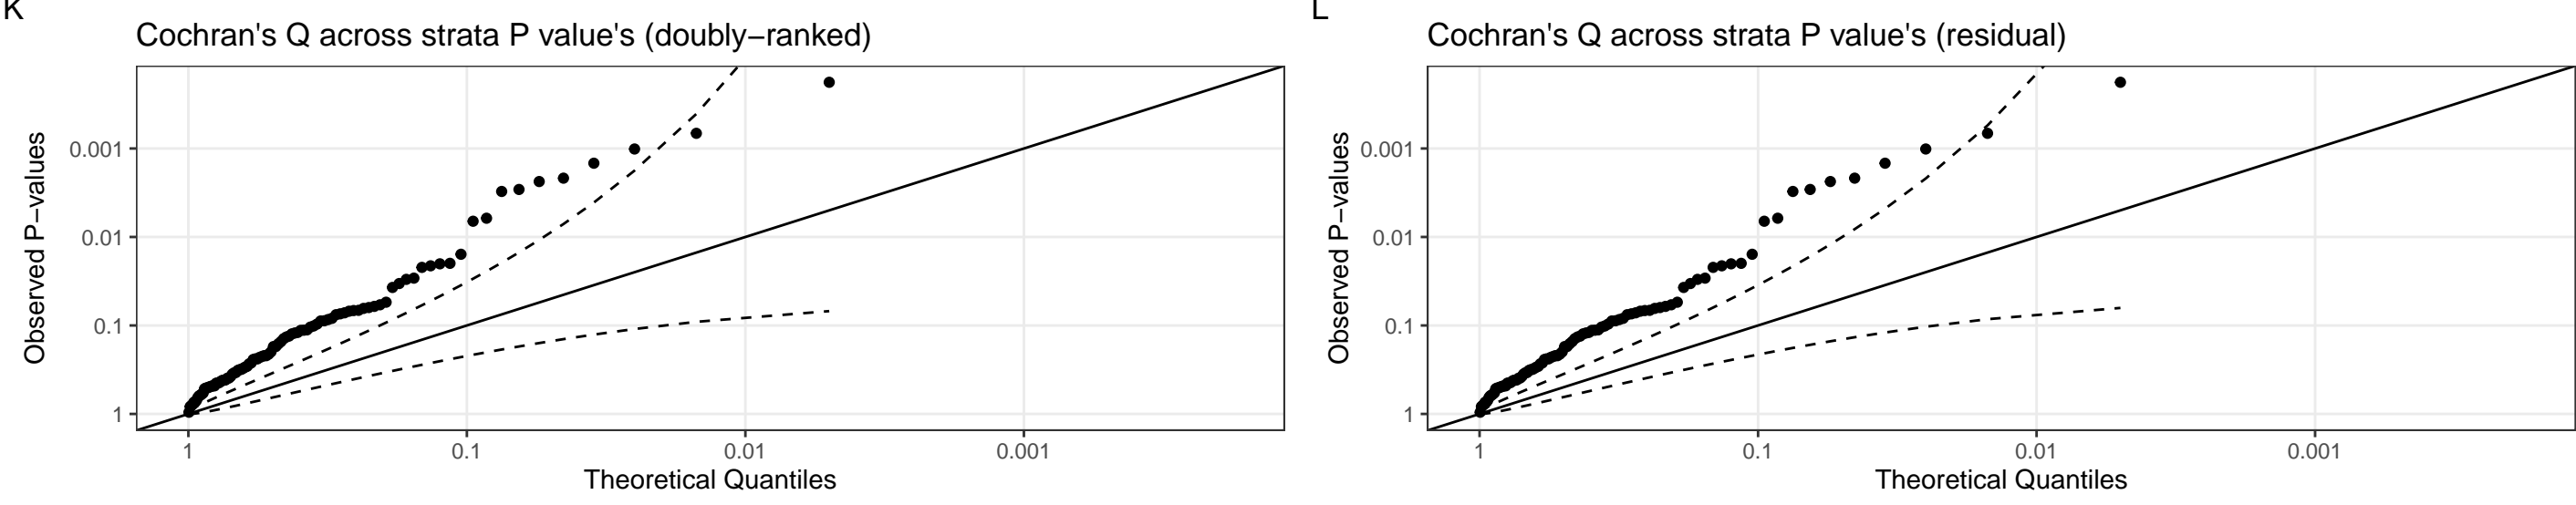 K
Cochran's Q across strata P value's (doubly−ranked)
Observed P−values
0.001
0.01
0.1
1
1
0.1
0.01
0.001
Theoretical Quantiles
L
Cochran's Q across strata P value's (residual)
Observed P−values
0.001
0.01
0.1
1
1
0.1
0.01
0.001
Theoretical Quantiles